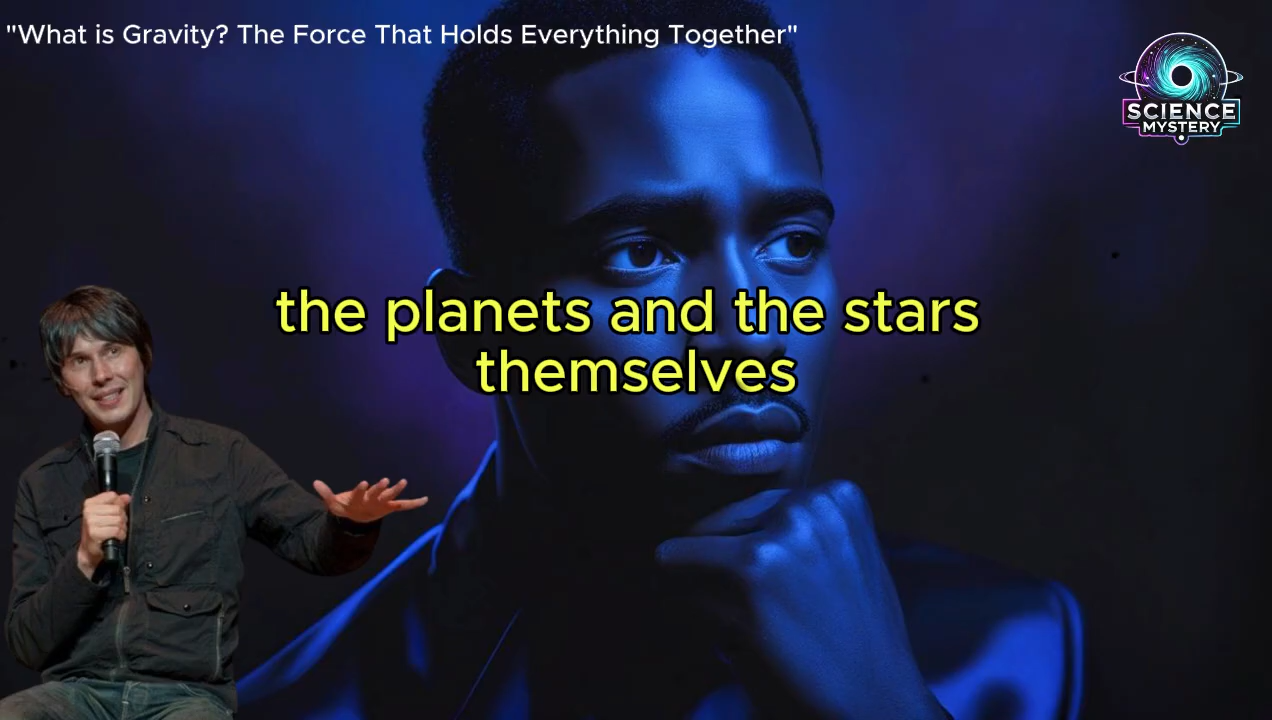 "What is Gravity? The Force That Holds Everything Together"
SCIENCE
MYSTERY
the planets and the stars
themselves